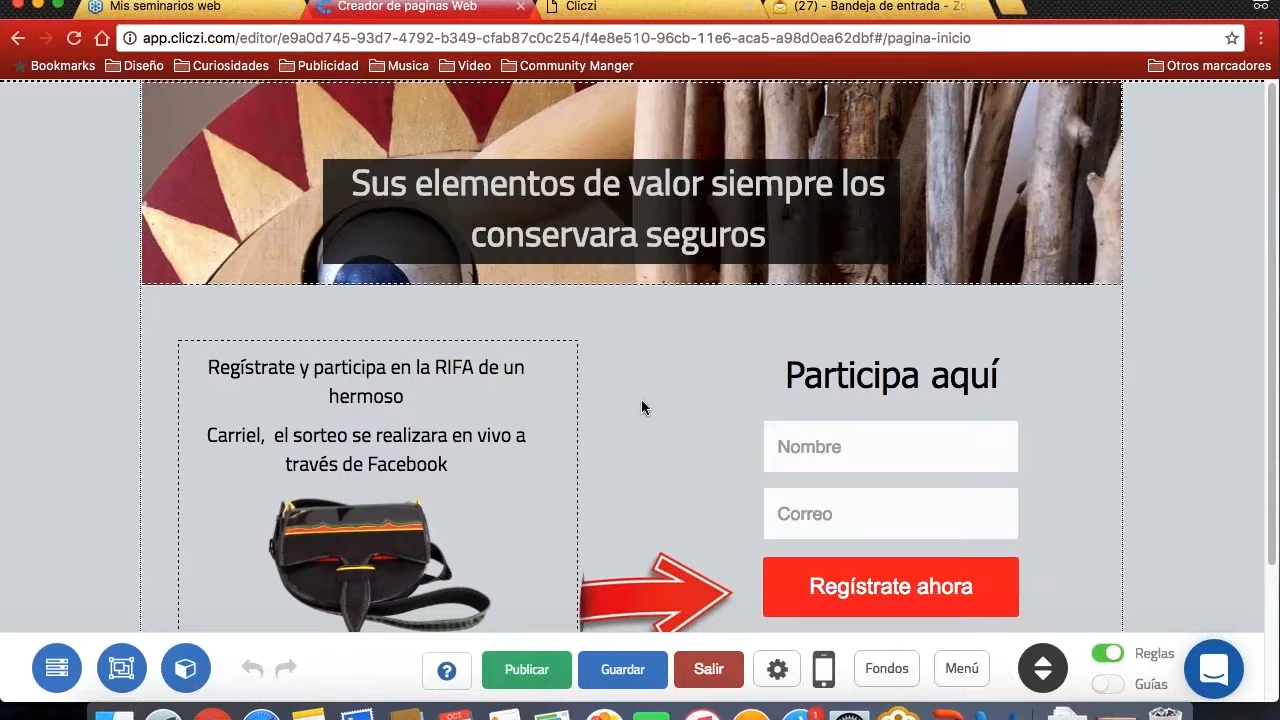 Mis seminarios web
Creador de paginas Web
Cliczi
(27) - Bandeja de entrada - Zo
app.cliczi.com/editor/e9a0d745-93d7-4792-b349-cfab87c0c254/f4e8e510-96cb-11e6-aca5-a98d0ea62dbf#/pagina-inicio
Bookmarks Diseño Curiosidades Publicidad Musica Video Community Manger Otros marcadores
Sus elementos de valor siempre los
conservara seguros
Regístrate y participa en la RIFA de un
hermoso
Carriel, el sorteo se realizara en vivo a
través de Facebook
Participa aquí
Nombre
Correo
Regístrate ahora
? Publicar Guardar Salir Fondos Menú
Reglas
Guías
OCT
1